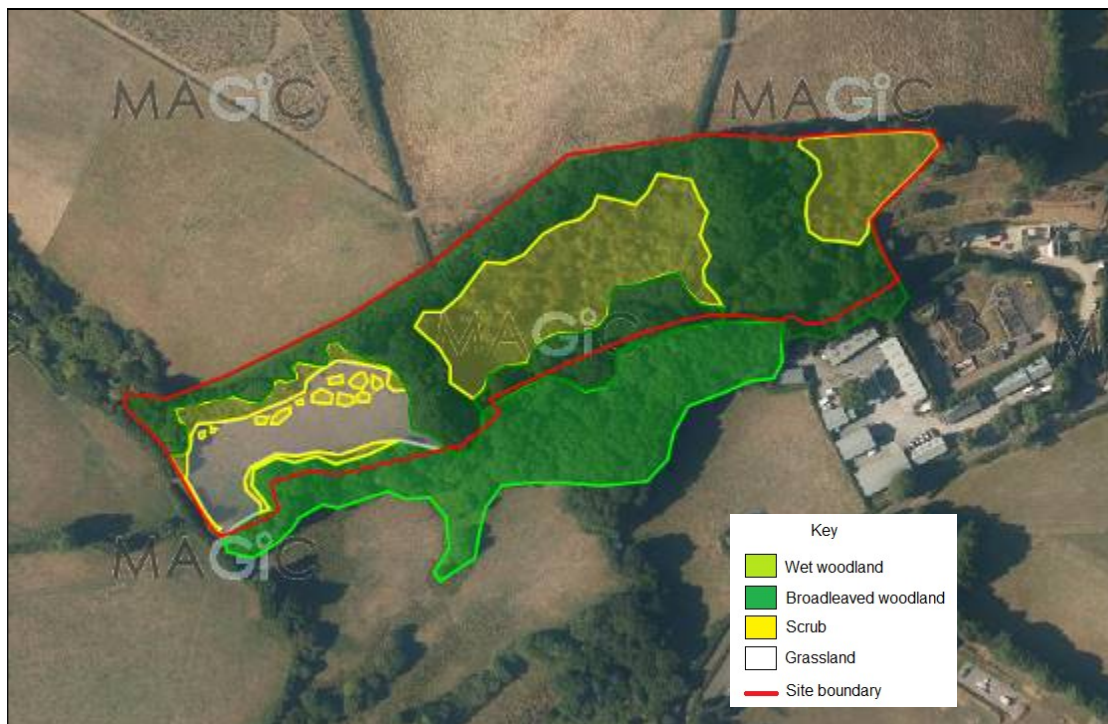 MAGiC
MAGiC
MAGiC
MAGiC
Key
Wet woodland
Broadleaved woodland
Scrub
Grassland
Site boundary